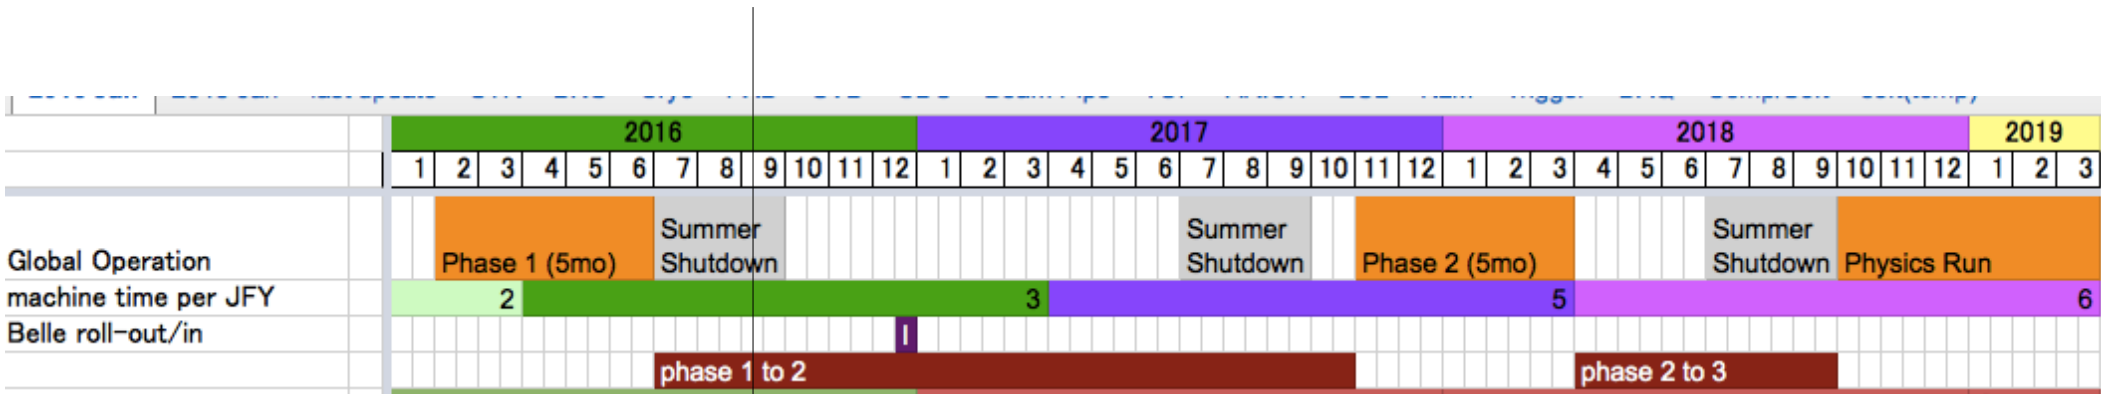 2016 2017 2018 2019
1 2 3 4 5 6 7 8 9 10 11 12 1 2 3 4 5 6 7 8 9 10 11 12 1 2 3 4 5 6 7 8 9 10 11 12 1 2 3
Summer Summer Summer
Global Operation Phase 1 (5mo) Shutdown Shutdown Phase 2 (5mo) Shutdown Physics Run
machine time per JFY 2 3 5 6
Belle roll-out/in I
phase 1 to 2 phase 2 to 3